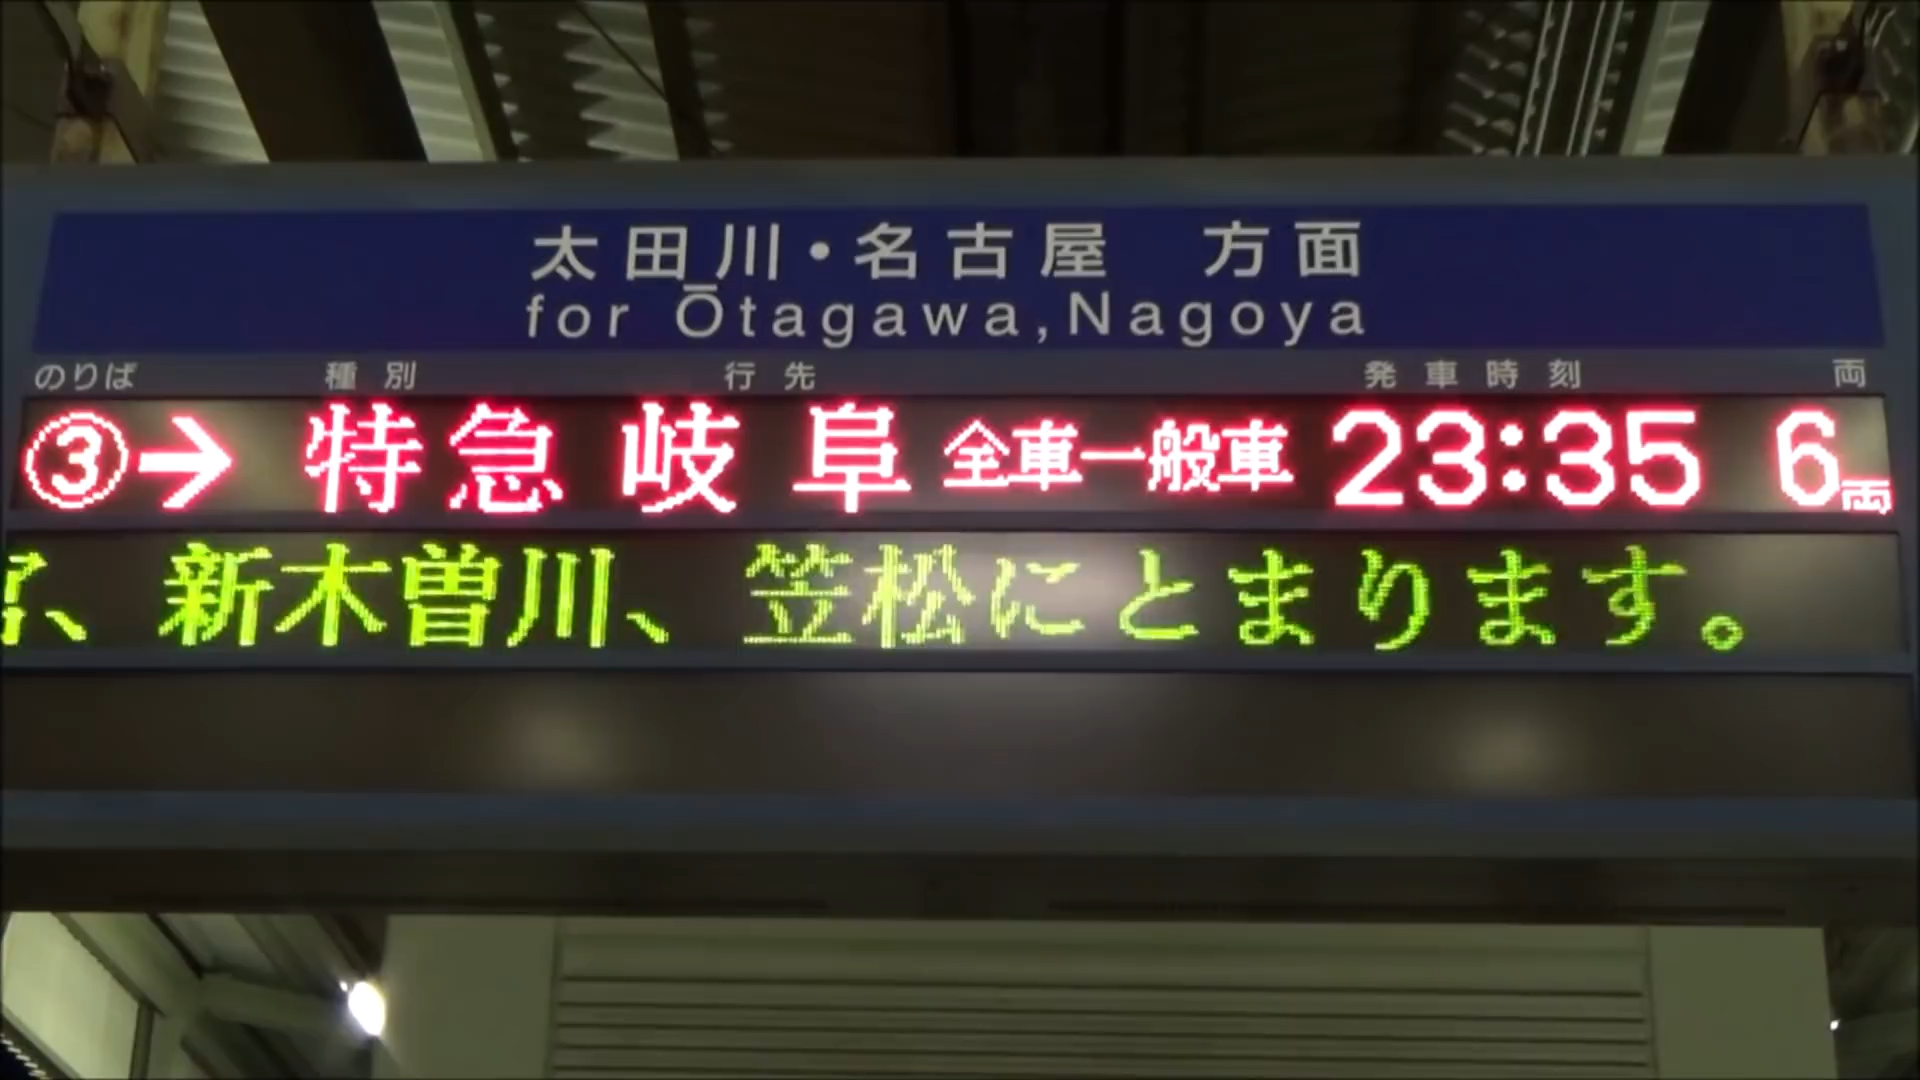 太田川・名古屋 方面
for Ōtagawa,Nagoya
のりば 種別 行先 発車時刻 両
③→ 特急 岐阜 全車一般車 23:35 6両
、新木曽川、笠松にとまります。